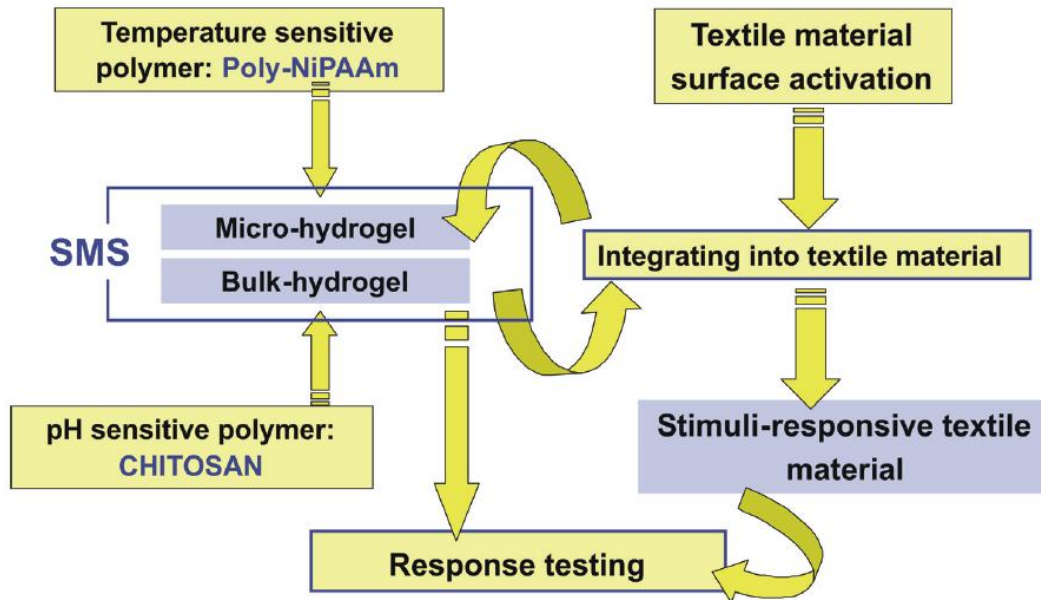 Temperature sensitive
polymer: Poly-NiPAAm
Textile material
surface activation
SMS
Micro-hydrogel
Bulk-hydrogel
Integrating into textile material
pH sensitive polymer:
CHITOSAN
Stimuli-responsive textile
material
Response testing